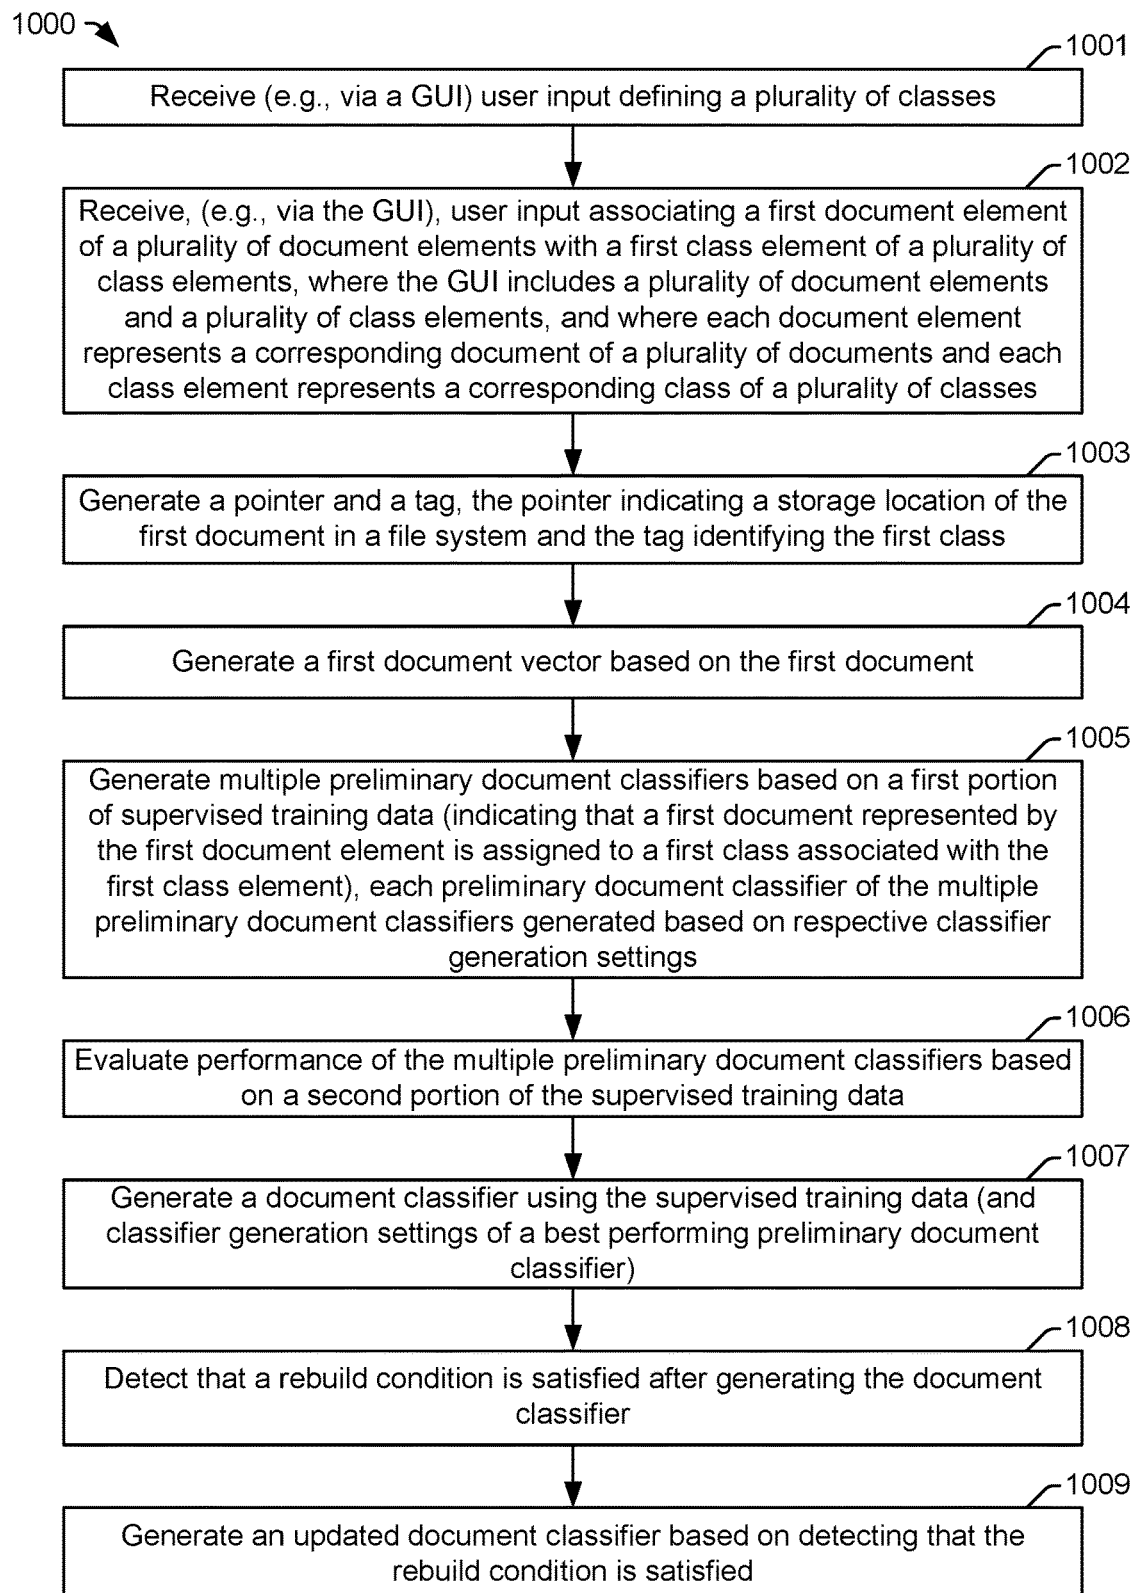 1000
1001
Receive (e.g., via a GUI) user input defining a plurality of classes
1002
Receive, (e.g., via the GUI), user input associating a first document element
of a plurality of document elements with a first class element of a plurality of
class elements, where the GUI includes a plurality of document elements
and a plurality of class elements, and where each document element
represents a corresponding document of a plurality of documents and each
class element represents a corresponding class of a plurality of classes
1003
Generate a pointer and a tag, the pointer indicating a storage location of the
first document in a file system and the tag identifying the first class
1004
Generate a first document vector based on the first document
1005
Generate multiple preliminary document classifiers based on a first portion
of supervised training data (indicating that a first document represented by
the first document element is assigned to a first class associated with the
first class element), each preliminary document classifier of the multiple
preliminary document classifiers generated based on respective classifier
generation settings
1006
Evaluate performance of the multiple preliminary document classifiers based
on a second portion of the supervised training data
1007
Generate a document classifier using the supervised training data (and
classifier generation settings of a best performing preliminary document
classifier)
1008
Detect that a rebuild condition is satisfied after generating the document
classifier
1009
Generate an updated document classifier based on detecting that the
rebuild condition is satisfied